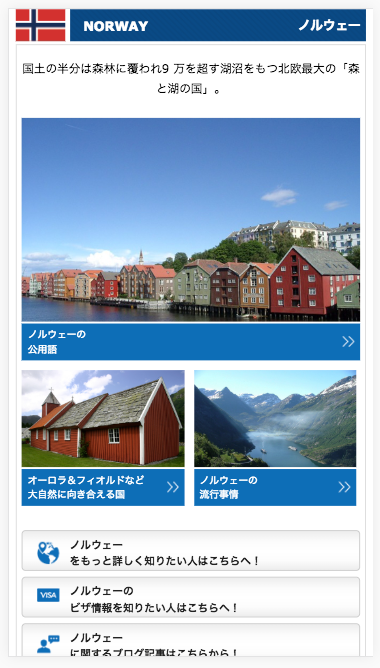 NORWAY ノルウェー
国土の半分は森林に覆われ9 万を超す湖沼をもつ北欧最大の「森
と湖の国」。
ノルウェーの
公用語
オーロラ＆フィオルドなど
大自然に向き合える国
ノルウェーの
流行事情
ノルウェー
をもっと詳しく知りたい人はこちらへ！
VISA
ノルウェーの
ビザ情報を知りたい人はこちらへ！
ノルウェー
に関するブログ記事はこちらから！